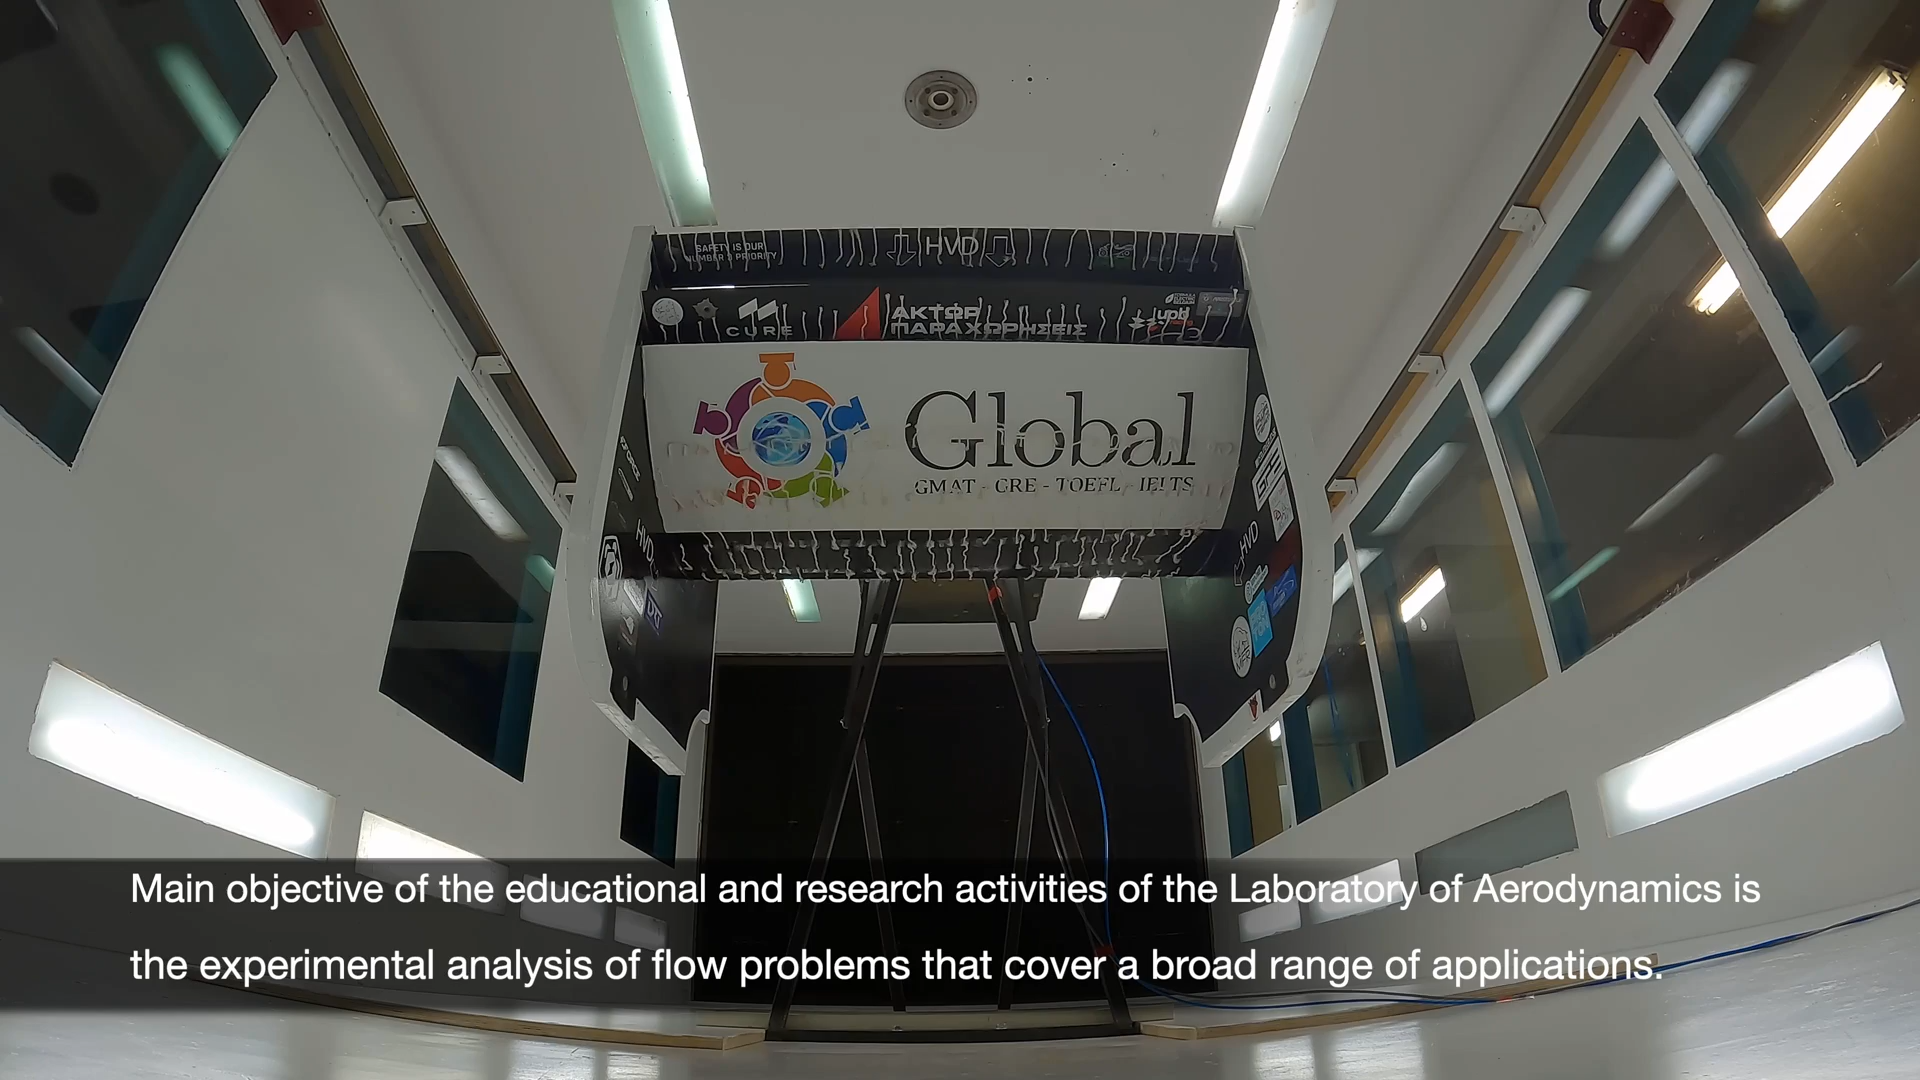 SAFETY IS OUR
NUMBER 1 PRIORITY
HVD
CURE
ΑΚΤΩΡ
ΠΑΡΑΧΩΡΗΣΕΙΣ
upb
Global
GMAT - GRE - TOEFL - IELTS
HVD
HVD
Main objective of the educational and research activities of the Laboratory of Aerodynamics is
the experimental analysis of flow problems that cover a broad range of applications.